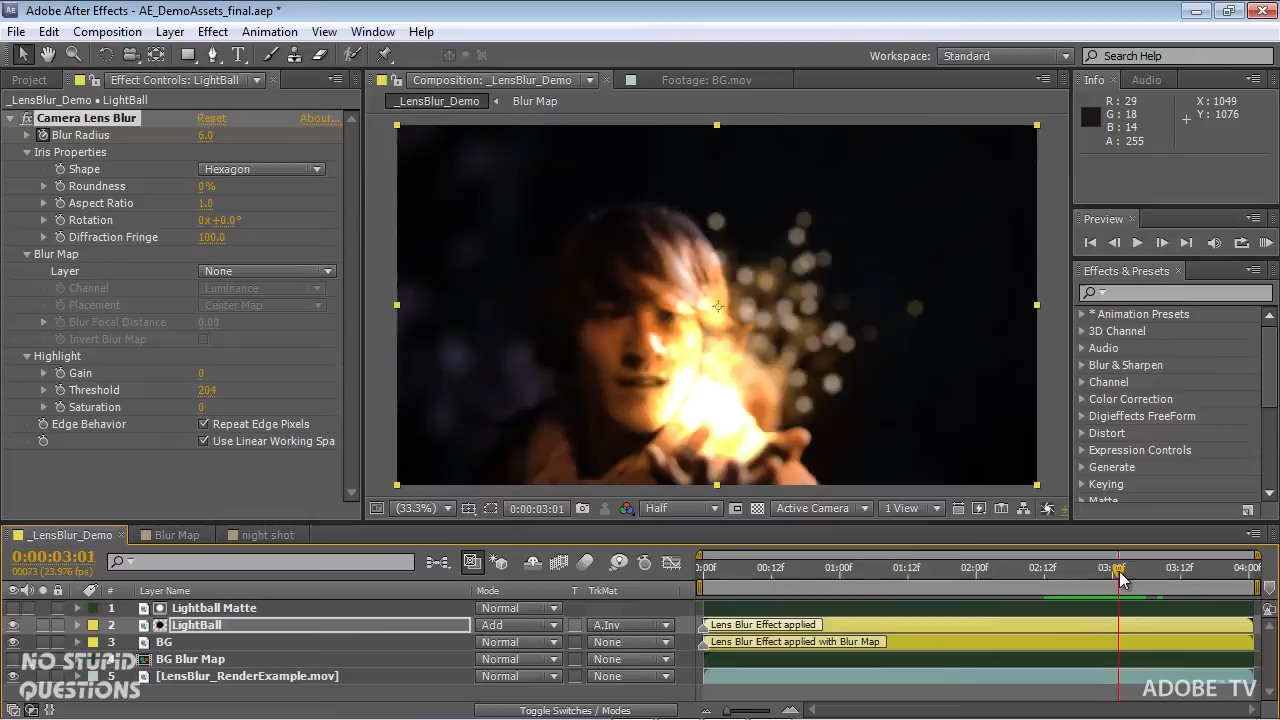 Adobe After Effects - AE_DemoAssets_final.aep *
File Edit Composition Layer Effect Animation View Window Help
Workspace: Standard Search Help
Project Effect Controls: LightBall Composition: _LensBlur_Demo Footage: BG.mov Info Audio
_LensBlur_Demo • LightBall
_LensBlur_Demo Blur Map
R: 29 X: 1049
G: 18 Y: 1076
B: 14
A: 255
fx Camera Lens Blur Reset About...
Blur Radius 6.0
Iris Properties
Shape Hexagon
Roundness 0%
Aspect Ratio 1.0
Rotation 0x+0.0°
Diffraction Fringe 100.0
Blur Map
Layer None
Channel Luminance
Placement Center Map
Blur Focal Distance 0.00
Invert Blur Map
Highlight
Gain 0
Threshold 204
Saturation 0
Edge Behavior Repeat Edge Pixels
Use Linear Working Spa
Preview
Effects & Presets
* Animation Presets
3D Channel
Audio
Blur & Sharpen
Channel
Color Correction
Digieffects FreeForm
Distort
Expression Controls
Generate
Keying
Matte
(33.3%) 0:00:03:01 Half Active Camera 1 View
_LensBlur_Demo Blur Map night shot
0:00:03:01
00073 (23.976 fps)
:00f 00:12f 01:00f 01:12f 02:00f 02:12f 03:00f 03:12f 04:00f
# Layer Name Mode T TrkMat
1 Lightball Matte Normal
2 LightBall Add A.Inv Lens Blur Effect applied
3 BG Normal None Lens Blur Effect applied with Blur Map
BG Blur Map Normal None
5 [LensBlur_RenderExample.mov] Normal None
NO STUPID
QUESTIONS
ADOBE TV
Toggle Switches / Modes